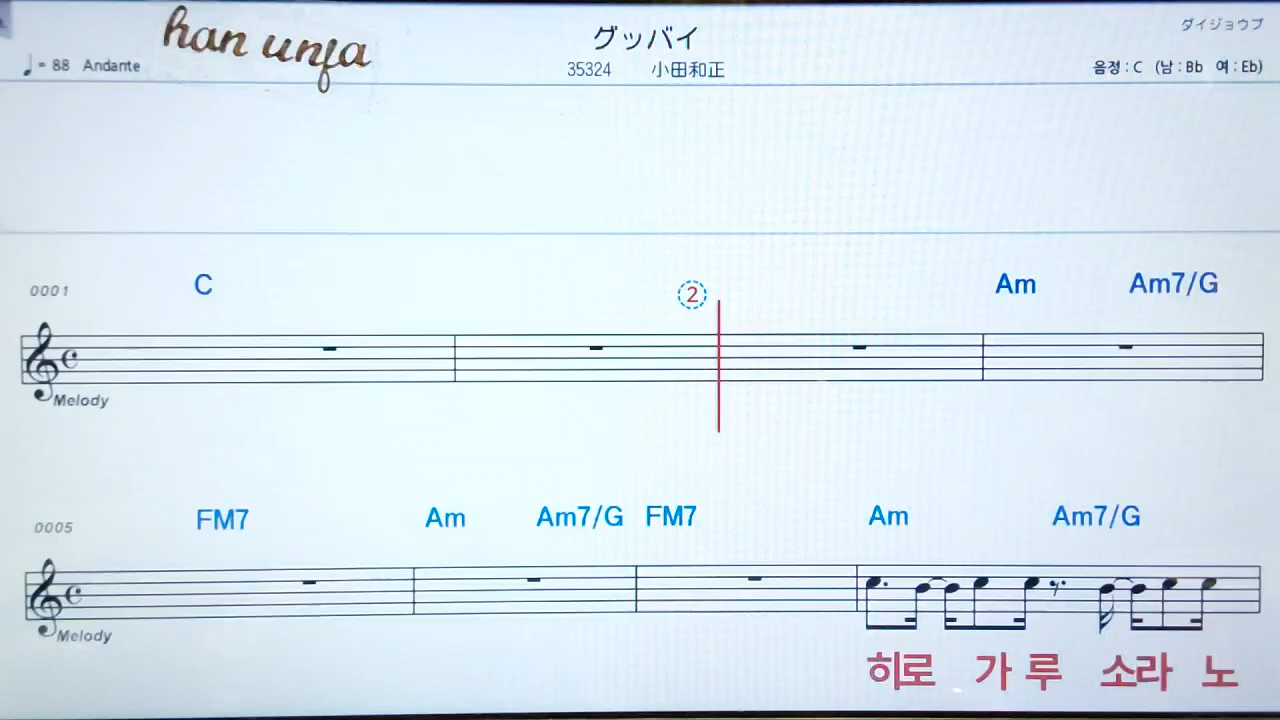 han unfa
グッバイ
ダイジョウブ
♩= 88 Andante
35324 小田和正
음정 : C (남 : Bb 여 : Eb)
0001 C ② Am Am7/G
Melody
0005 FM7 Am Am7/G FM7 Am Am7/G
Melody
히로 가루 소라 노